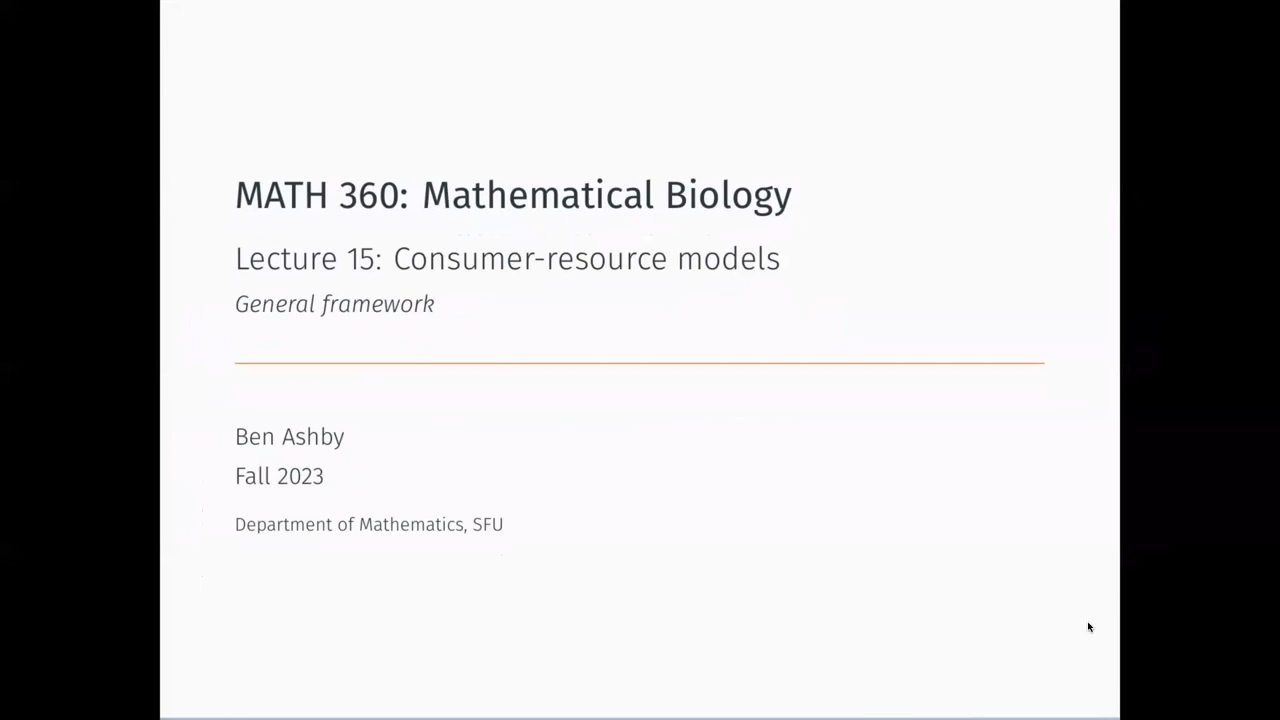 MATH 360: Mathematical Biology
Lecture 15: Consumer-resource models
General framework
Ben Ashby
Fall 2023
Department of Mathematics, SFU